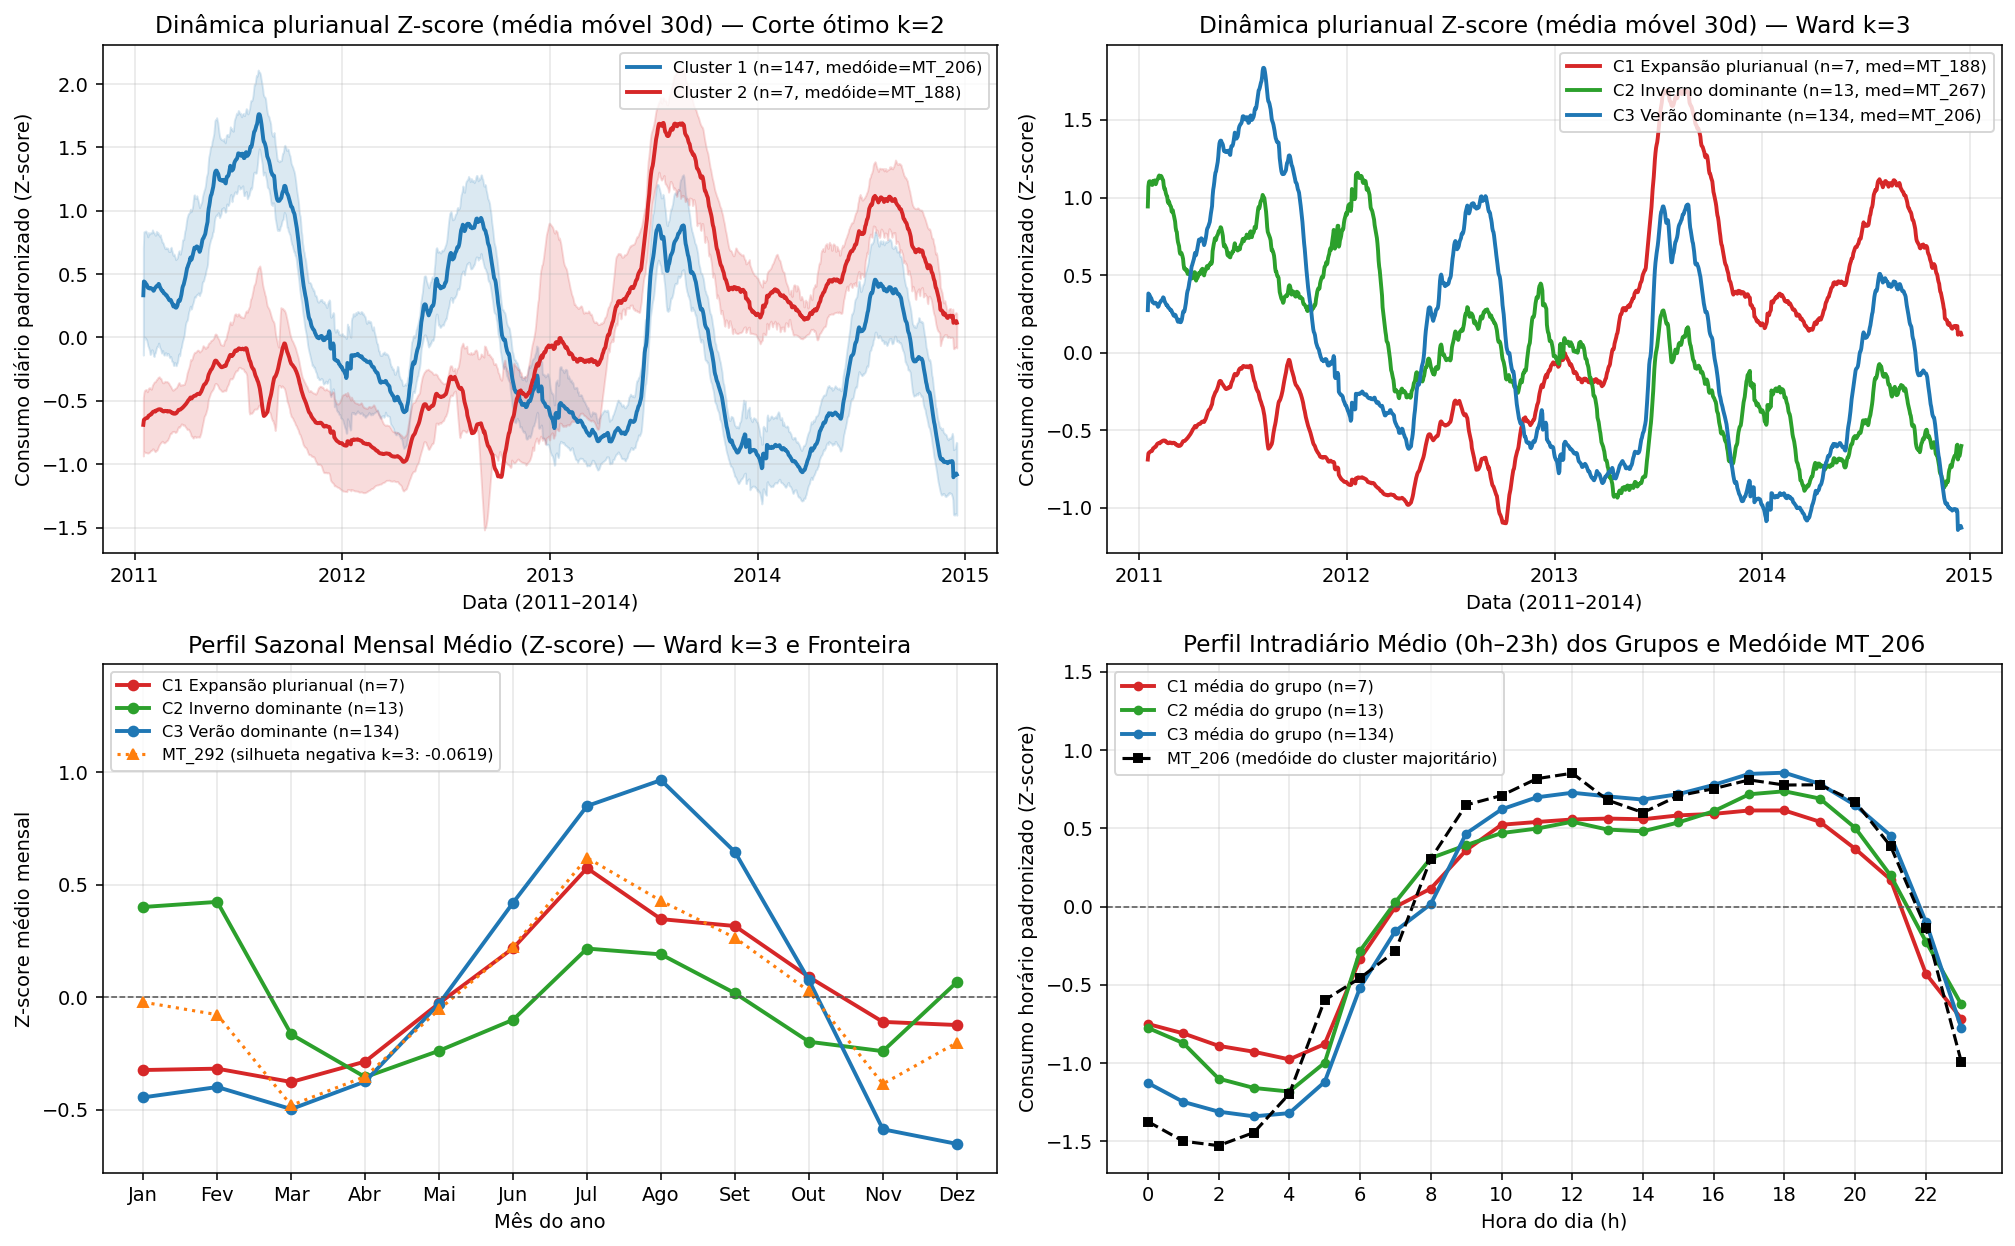 Dinâmica plurianual Z-score (média móvel 30d) — Corte ótimo k=2
Cluster 1 (n=147, medóide=MT_206)
Cluster 2 (n=7, medóide=MT_188)
Consumo diário padronizado (Z-score)
2.0
1.5
1.0
0.5
0.0
−0.5
−1.0
−1.5
2011
2012
2013
2014
2015
Data (2011–2014)
Dinâmica plurianual Z-score (média móvel 30d) — Ward k=3
C1 Expansão plurianual (n=7, med=MT_188)
C2 Inverno dominante (n=13, med=MT_267)
C3 Verão dominante (n=134, med=MT_206)
Consumo diário padronizado (Z-score)
1.5
1.0
0.5
0.0
−0.5
−1.0
2011
2012
2013
2014
2015
Data (2011–2014)
Perfil Sazonal Mensal Médio (Z-score) — Ward k=3 e Fronteira
C1 Expansão plurianual (n=7)
C2 Inverno dominante (n=13)
C3 Verão dominante (n=134)
MT_292 (silhueta negativa k=3: -0.0619)
Z-score médio mensal
1.0
0.5
0.0
−0.5
Jan
Fev
Mar
Abr
Mai
Jun
Jul
Ago
Set
Out
Nov
Dez
Mês do ano
Perfil Intradiário Médio (0h–23h) dos Grupos e Medóide MT_206
C1 média do grupo (n=7)
C2 média do grupo (n=13)
C3 média do grupo (n=134)
MT_206 (medóide do cluster majoritário)
Consumo horário padronizado (Z-score)
1.5
1.0
0.5
0.0
−0.5
−1.0
−1.5
0
2
4
6
8
10
12
14
16
18
20
22
Hora do dia (h)